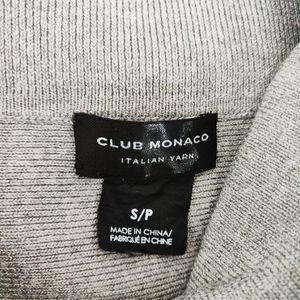 CLUB MONACO
ITALIAN YARN
S/P
MADE IN CHINA/
FABRIQUÉ EN CHINE